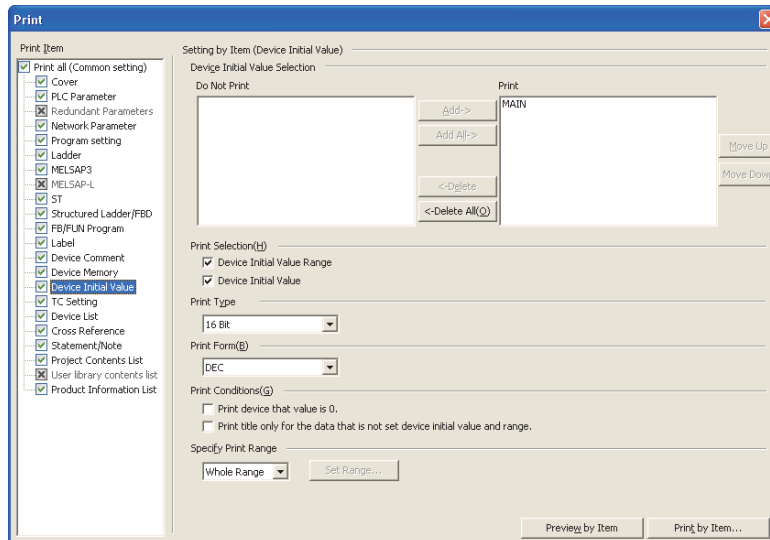 Print
Print Item
Print all (Common setting)
Cover
PLC Parameter
Redundant Parameters
Network Parameter
Program setting
Ladder
MELSAP3
MELSAP-L
ST
Structured Ladder/FBD
FB/FUN Program
Label
Device Comment
Device Memory
Device Initial Value
TC Setting
Device List
Cross Reference
Statement/Note
Project Contents List
User library contents list
Product Information List
Setting by Item (Device Initial Value)
Device Initial Value Selection
Do Not Print
Print
MAIN
Add->
Add All->
<-Delete
<-Delete All(O)
Move Up
Move Down
Print Selection(H)
Device Initial Value Range
Device Initial Value
Print Type
16 Bit
Print Form(B)
DEC
Print Conditions(G)
Print device that value is 0.
Print title only for the data that is not set device initial value and range.
Specify Print Range
Whole Range
Set Range...
Preview by Item
Print by Item...